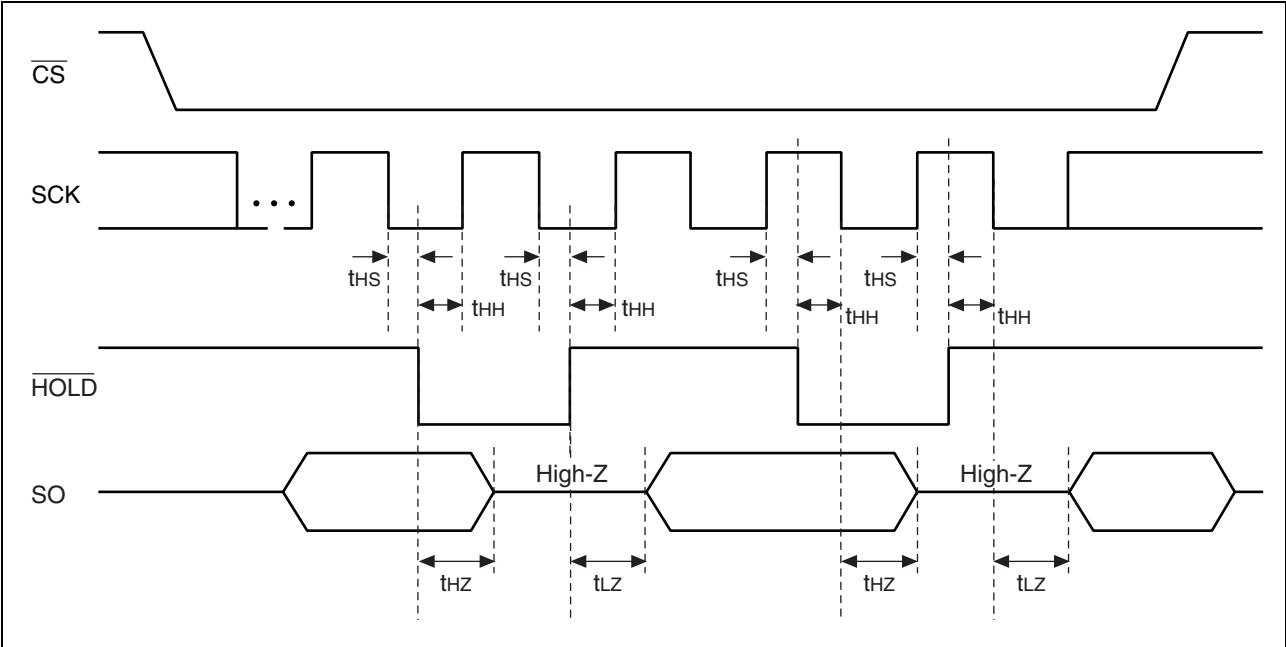 CS
SCK
...
tHS tHS tHS tHS
tHH tHH tHH tHH
HOLD
High-Z High-Z
SO
tHZ tLZ tHZ tLZ